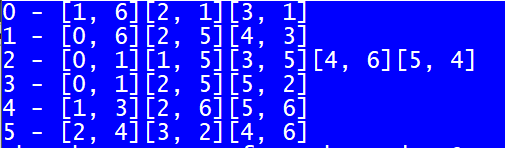 0 - [1, 6][2, 1][3, 1]
1 - [0, 6][2, 5][4, 3]
2 - [0, 1][1, 5][3, 5][4, 6][5, 4]
3 - [0, 1][2, 5][5, 2]
4 - [1, 3][2, 6][5, 6]
5 - [2, 4][3, 2][4, 6]